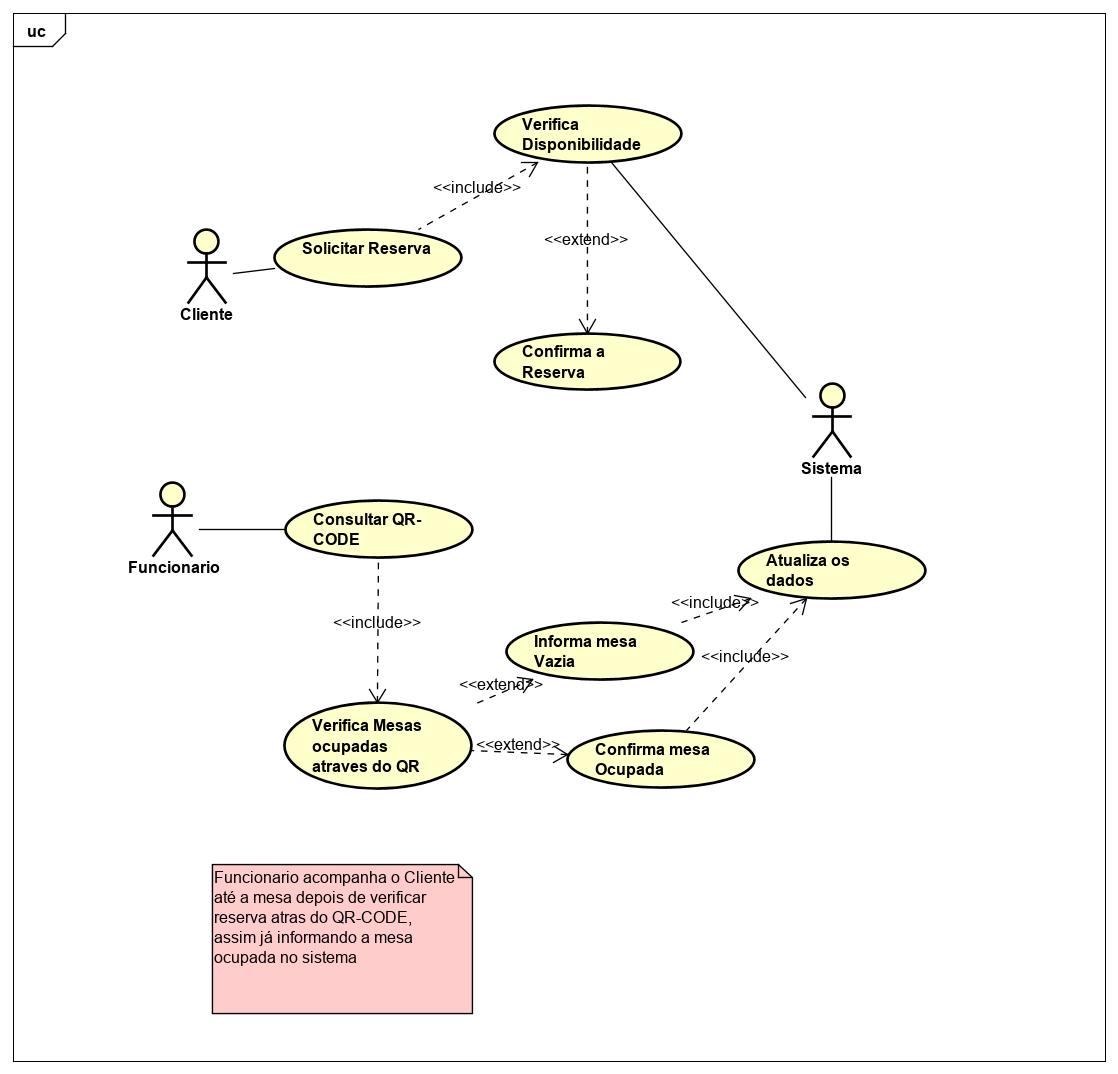 uc
Verifica
Disponibilidade
<<include>>
Solicitar Reserva
<<extend>>
Cliente
Confirma a
Reserva
Sistema
Consultar QR-
CODE
Funcionario
Atualiza os
dados
<<include>>
<<include>>
Informa mesa
Vazia
<<include>>
<<extend>>
Verifica Mesas
ocupadas
atraves do QR
<<extend>>
Confirma mesa
Ocupada
Funcionario acompanha o Cliente
até a mesa depois de verificar
reserva atras do QR-CODE,
assim já informando a mesa
ocupada no sistema